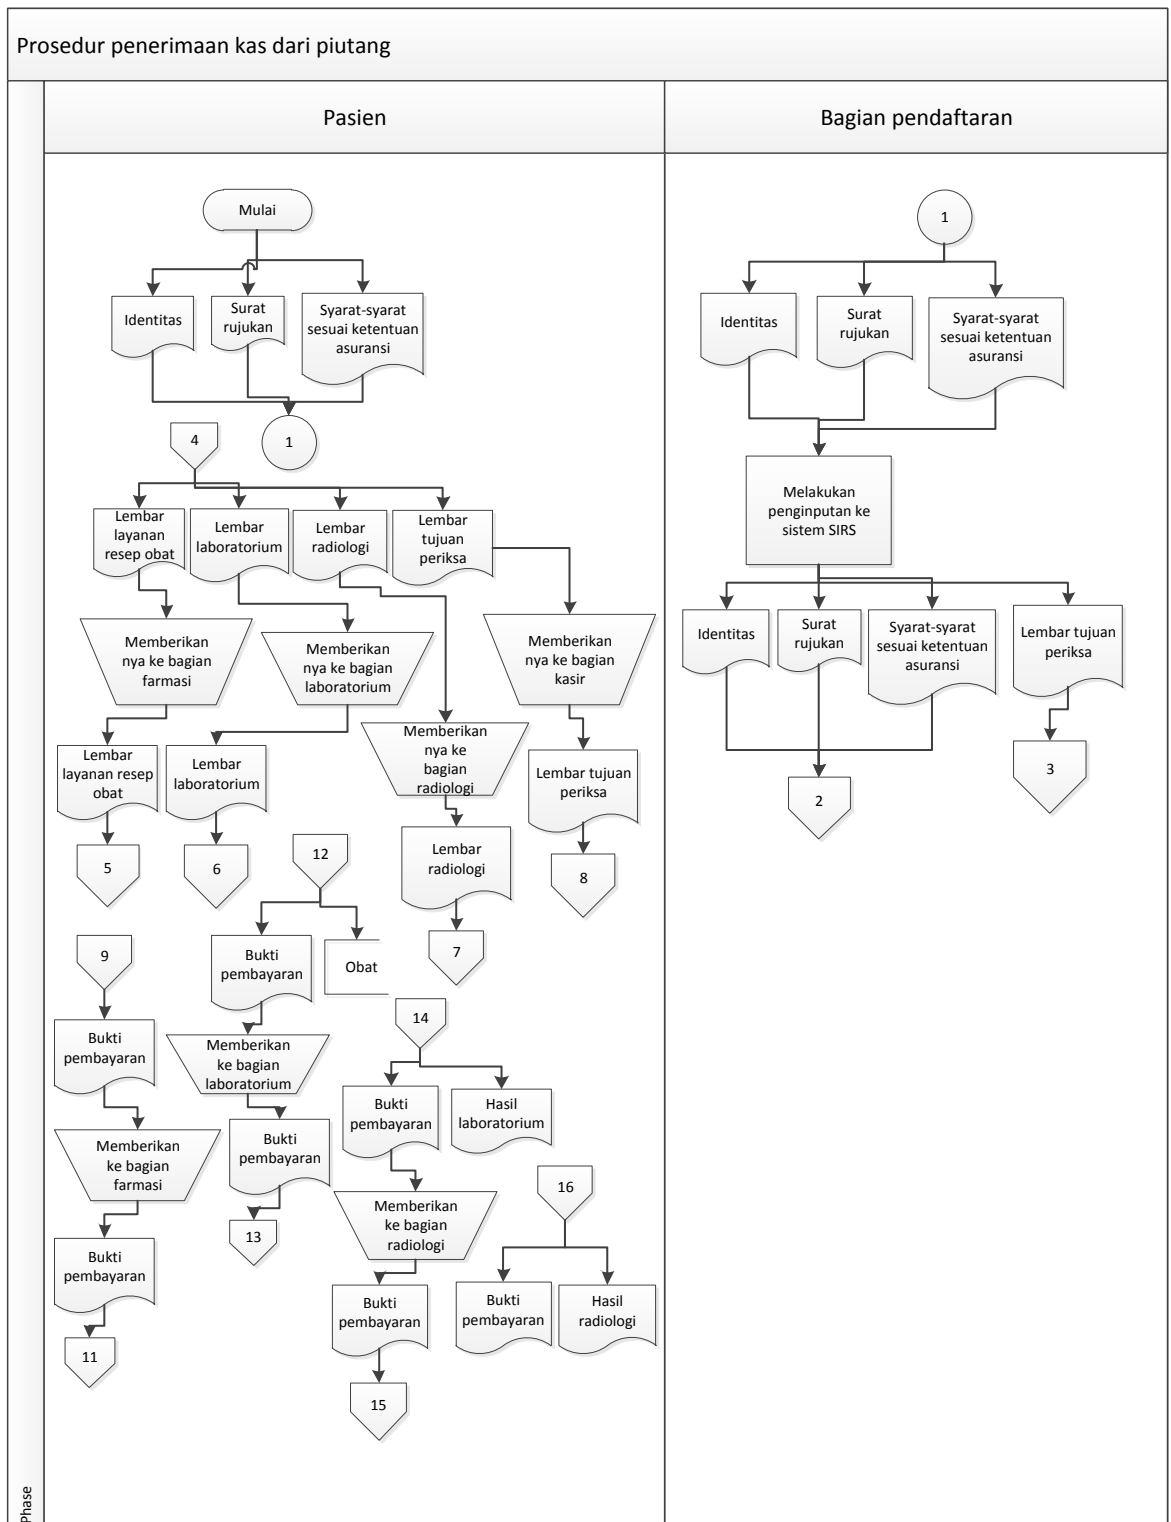 Prosedur penerimaan kas dari piutang
Pasien
Bagian pendaftaran
Phase
Mulai
Identitas
Surat
rujukan
Syarat-syarat
sesuai ketentuan
asuransi
1
4
Lembar
layanan
resep obat
Lembar
laboratorium
Lembar
radiologi
Lembar
tujuan
periksa
Memberikan
nya ke bagian
farmasi
Memberikan
nya ke bagian
laboratorium
Memberikan
nya ke
bagian
radiologi
Memberikan
nya ke bagian
kasir
Lembar
layanan resep
obat
Lembar
laboratorium
Lembar
radiologi
Lembar tujuan
periksa
5
6
7
8
12
Bukti
pembayaran
Obat
Memberikan
ke bagian
laboratorium
Bukti
pembayaran
13
9
Bukti
pembayaran
Memberikan
ke bagian
farmasi
Bukti
pembayaran
11
14
Bukti
pembayaran
Hasil
laboratorium
Memberikan
ke bagian
radiologi
Bukti
pembayaran
15
16
Bukti
pembayaran
Hasil
radiologi
1
Identitas
Surat
rujukan
Syarat-syarat
sesuai ketentuan
asuransi
Melakukan
penginputan ke
sistem SIRS
Identitas
Surat
rujukan
Syarat-syarat
sesuai ketentuan
asuransi
Lembar tujuan
periksa
2
3